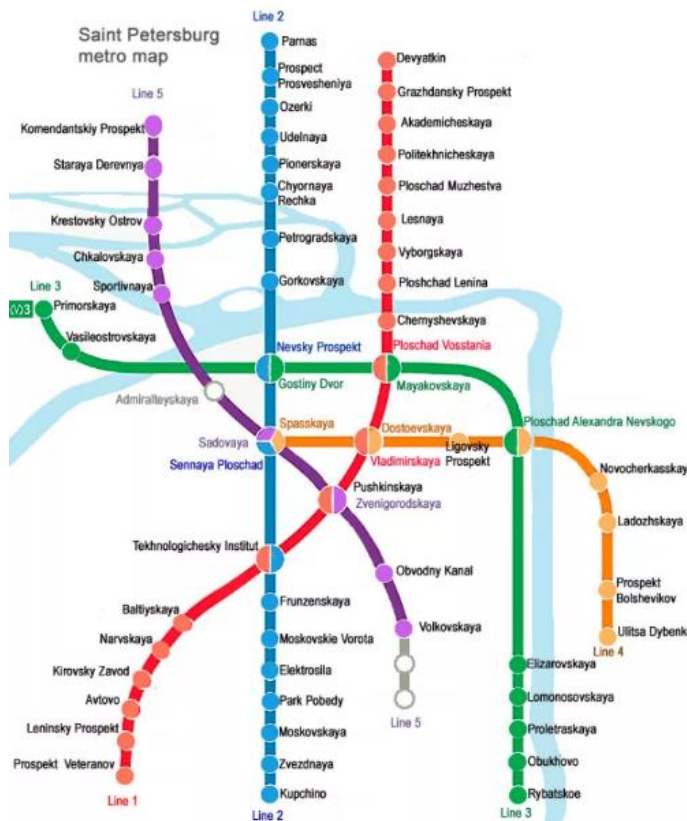 Saint Petersburg
metro map
Line 2
Parnas
Prospect
Prosvesheniya
Ozerki
Udelnaya
Pionerskaya
Chyornaya
Rechka
Petrogradskaya
Gorkovskaya
Devyatkin
Grazhdansky Prospekt
Akademicheskaya
Politekhnicheskaya
Ploschad Muzhestva
Lesnaya
Vyborgskaya
Ploshchad Lenina
Chernyshevskaya
Line 5
Komendantskiy Prospekt
Staraya Derevnya
Krestovsky Ostrov
Chkalovskaya
Sportivnaya
Line 3
3
Primorskaya
Vasileostrovskaya
Nevsky Prospekt
Gostiny Dvor
Ploschad Vosstania
Mayakovskaya
Admiralteyskaya
Spasskaya
Sadovaya
Sennaya Ploschad
Dostoevskaya
Vladimirskaya
Ligovsky
Prospekt
Ploschad Alexandra Nevskogo
Novocherkasskay
Ladozhskaya
Prospekt
Bolshevikov
Ulitsa Dybenk
Line 4
Pushkinskaya
Zvenigorodskaya
Tekhnologichesky Institut
Obvodny Kanal
Volkovskaya
Line 5
Baltiyskaya
Narvskaya
Kirovsky Zavod
Avtovo
Leninsky Prospekt
Prospekt Veteranov
Line 1
Frunzenskaya
Moskovskie Vorota
Elektrosila
Park Pobedy
Moskovskaya
Zvezdnaya
Kupchino
Line 2
Elizarovskaya
Lomonosovskaya
Proletraskaya
Obukhovo
Rybatskoe
Line 3